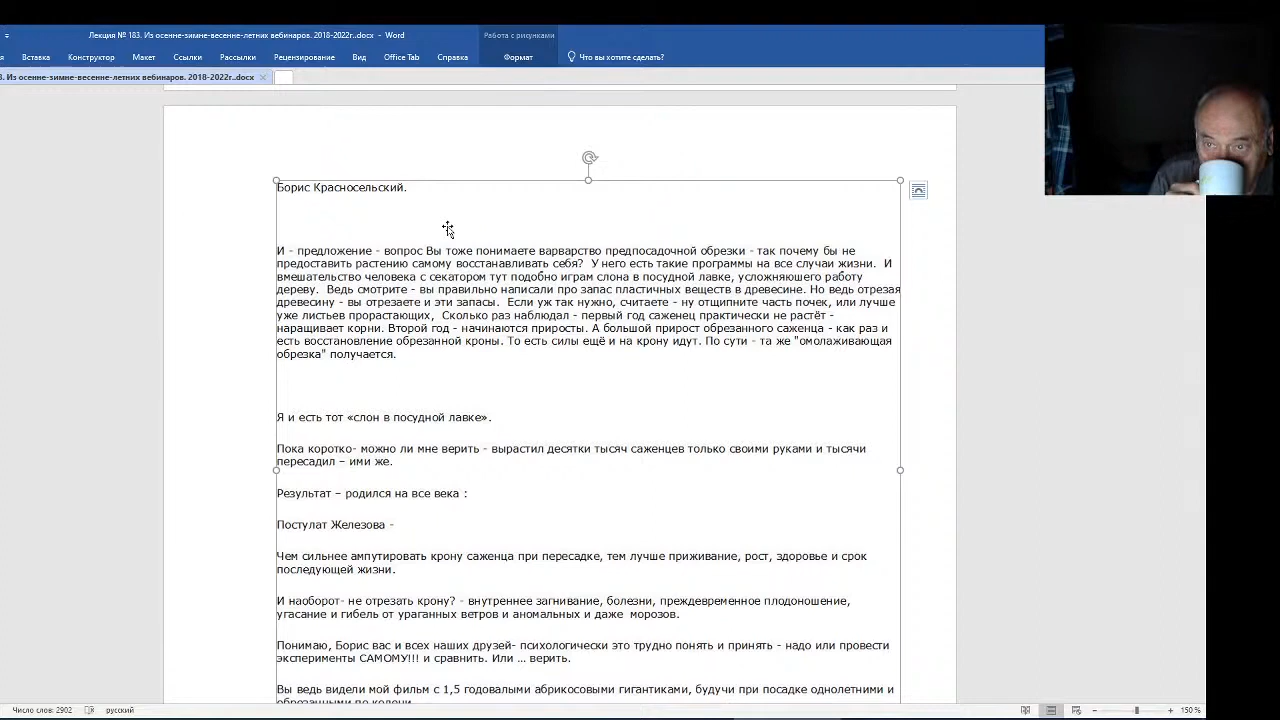 Лекция № 183. Из осенне-зимне-весенне-летних вебинаров. 2018-2022г..docx - Word
Работа с рисунками
Вставка Конструктор Макет Ссылки Рассылки Рецензирование Вид Office Tab Справка Формат Что вы хотите сделать?
3. Из осенне-зимне-весенне-летних вебинаров. 2018-2022г..docx
Борис Красносельский.
И - предложение - вопрос Вы тоже понимаете варварство предпосадочной обрезки - так почему бы не
предоставить растению самому восстанавливать себя? У него есть такие программы на все случаи жизни. И
вмешательство человека с секатором тут подобно играм слона в посудной лавке, усложняюшего работу
дереву. Ведь смотрите - вы правильно написали про запас пластичных веществ в древесине. Но ведь отрезая
древесину - вы отрезаете и эти запасы. Если уж так нужно, считаете - ну отщипните часть почек, или лучше
уже листьев прорастающих, Сколько раз наблюдал - первый год саженец практически не растёт -
наращивает корни. Второй год - начинаются приросты. А большой прирост обрезанного саженца - как раз и
есть восстановление обрезанной кроны. То есть силы ещё и на крону идут. По сути - та же "омолаживающая
обрезка" получается.
Я и есть тот «слон в посудной лавке».
Пока коротко- можно ли мне верить - вырастил десятки тысяч саженцев только своими руками и тысячи
пересадил – ими же.
Результат – родился на все века :
Постулат Железова -
Чем сильнее ампутировать крону саженца при пересадке, тем лучше приживание, рост, здоровье и срок
последующей жизни.
И наоборот- не отрезать крону? - внутреннее загнивание, болезни, преждевременное плодоношение,
угасание и гибель от ураганных ветров и аномальных и даже морозов.
Понимаю, Борис вас и всех наших друзей- психологически это трудно понять и принять - надо или провести
эксперименты САМОМУ!!! и сравнить. Или … верить.
Вы ведь видели мой фильм с 1,5 годовалыми абрикосовыми гигантиками, будучи при посадке однолетними и
обрезанными по колени
Число слов: 2902 русский 150 %